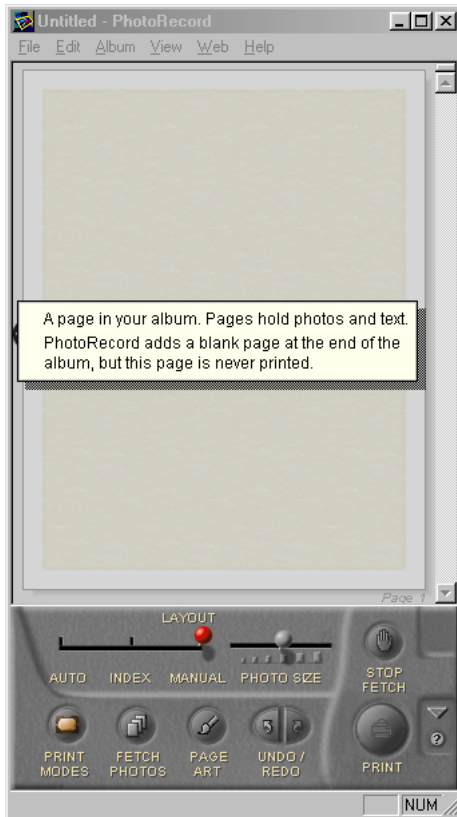 Untitled - PhotoRecord
File Edit Album View Web Help
A page in your album. Pages hold photos and text.
PhotoRecord adds a blank page at the end of the
album, but this page is never printed.
Page 1
LAYOUT
AUTO INDEX MANUAL PHOTO SIZE
STOP
FETCH
PRINT
MODES
FETCH
PHOTOS
PAGE
ART
UNDO /
REDO
PRINT
?
NUM